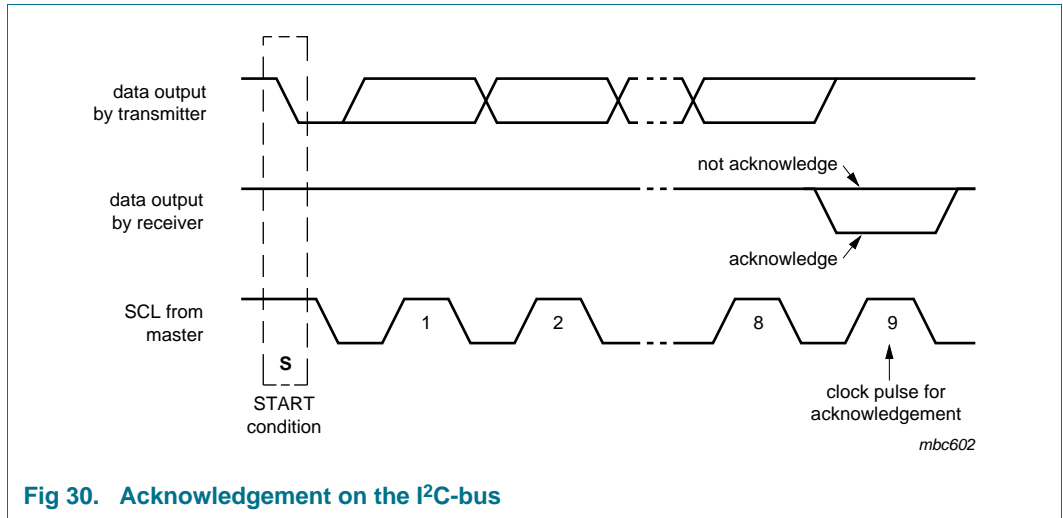 data output
by transmitter
not acknowledge
data output
by receiver
acknowledge
SCL from
master
1
2
8
9
S
START
condition
clock pulse for
acknowledgement
mbc602
Fig 30. Acknowledgement on the I²C-bus